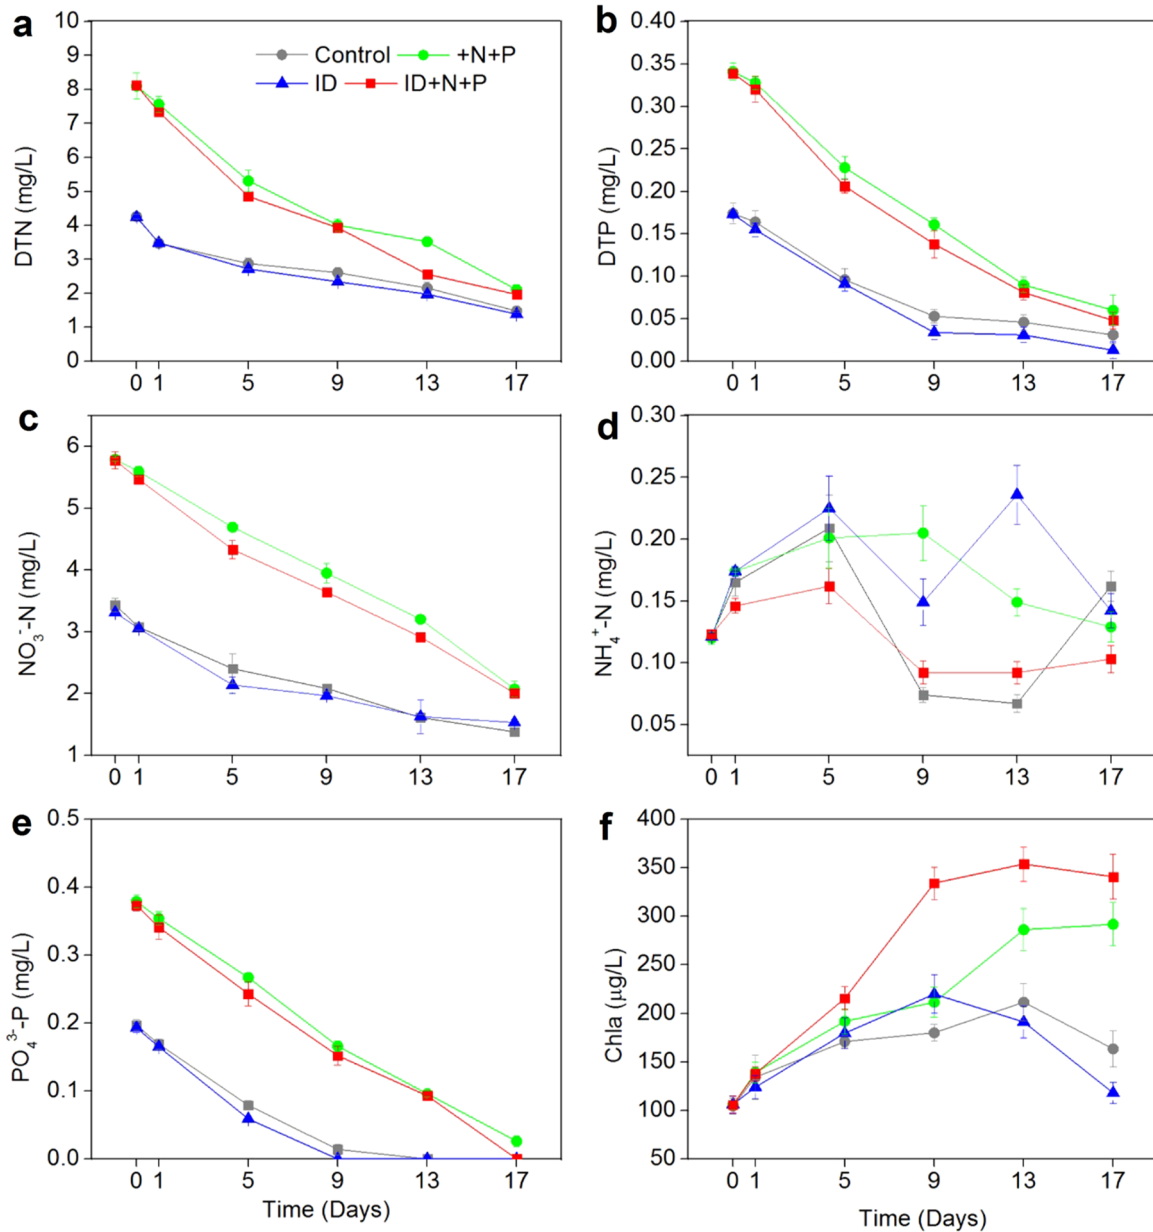 a
10
9
8
7
6
5
4
3
2
1
0
DTN (mg/L)
Control +N+P
ID ID+N+P
0 1 5 9 13 17
b
0.40
0.35
0.30
0.25
0.20
0.15
0.10
0.05
0.00
DTP (mg/L)
0 1 5 9 13 17
c
6
5
4
3
2
1
NO₃⁻-N (mg/L)
0 1 5 9 13 17
d
0.30
0.25
0.20
0.15
0.10
0.05
NH₄⁺-N (mg/L)
0 1 5 9 13 17
e
0.5
0.4
0.3
0.2
0.1
0.0
PO₄³⁻-P (mg/L)
0 1 5 9 13 17
Time (Days)
f
400
350
300
250
200
150
100
50
Chla (μg/L)
0 1 5 9 13 17
Time (Days)